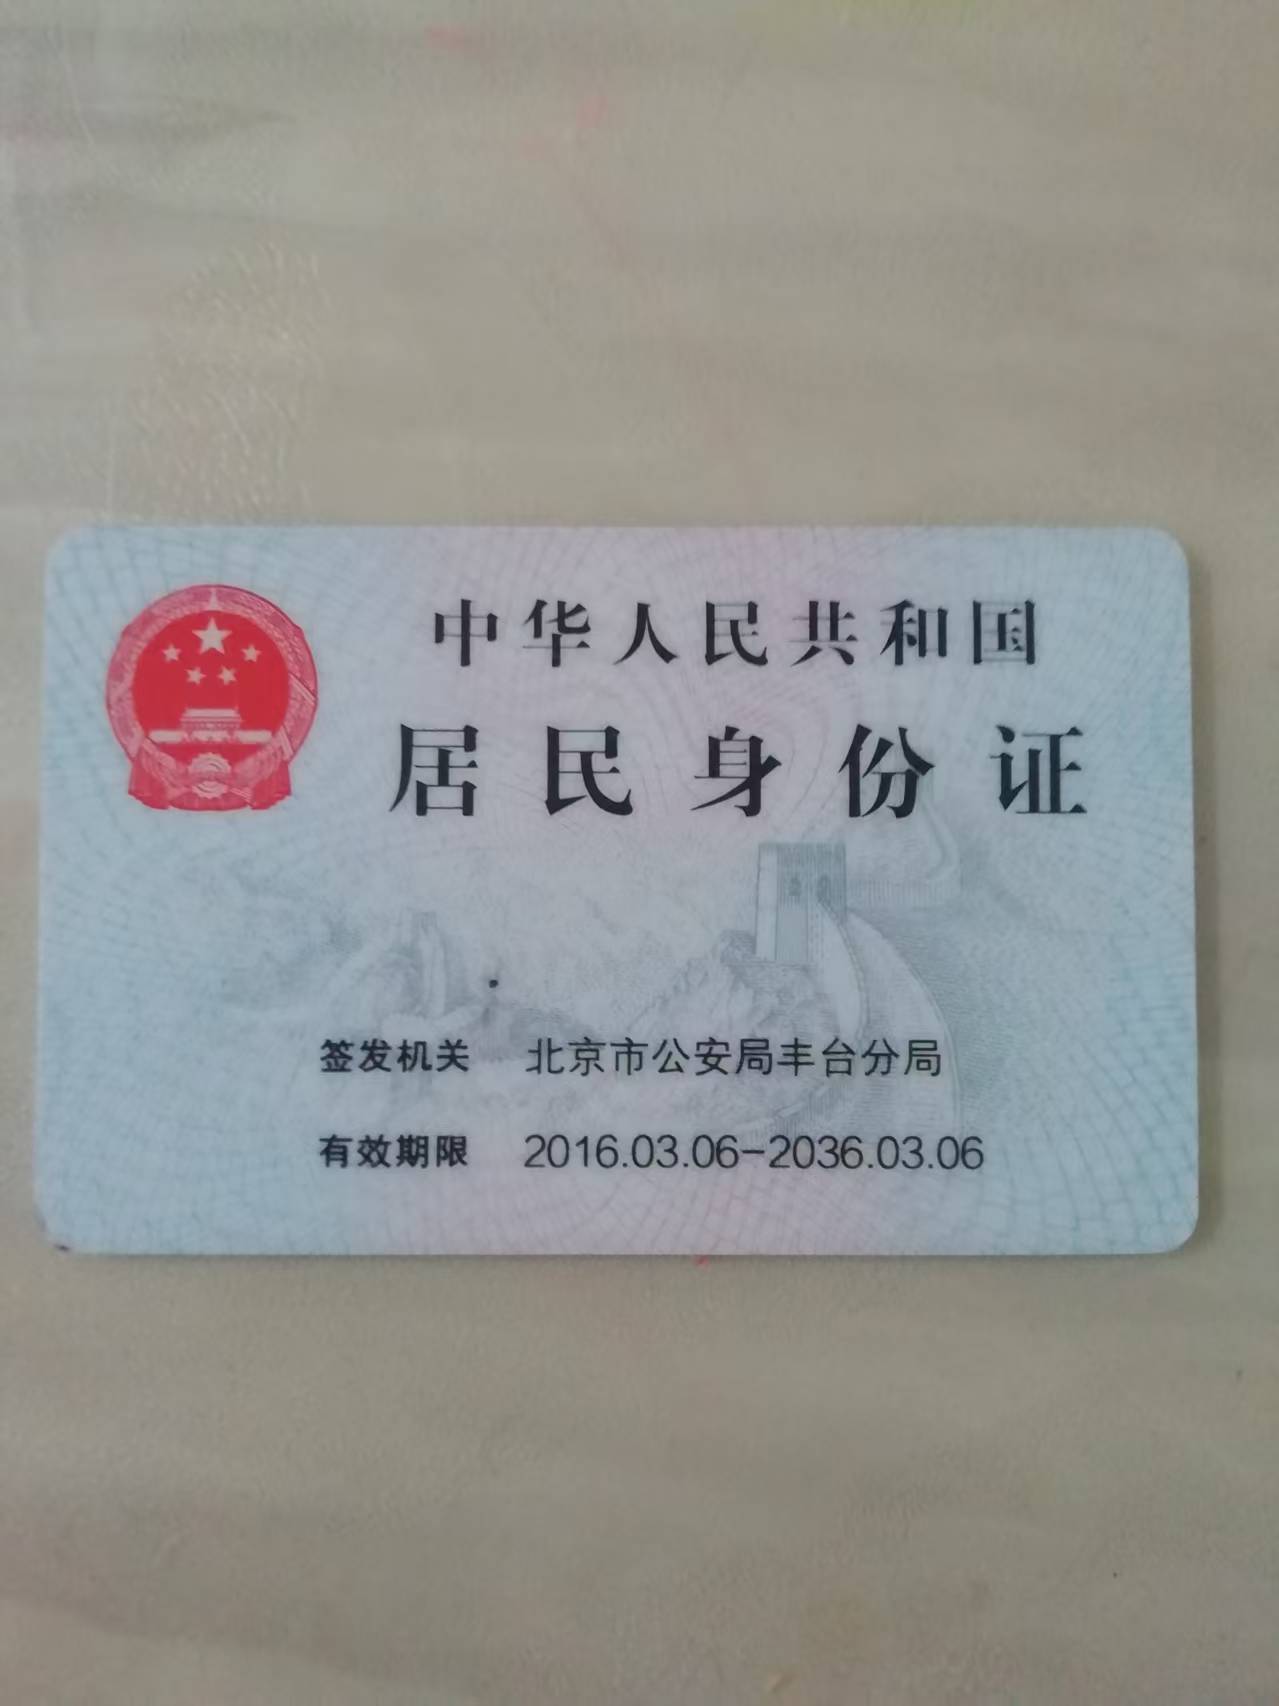 中华人民共和国
居民身份证
签发机关 北京市公安局丰台分局
有效期限 2016.03.06-2036.03.06